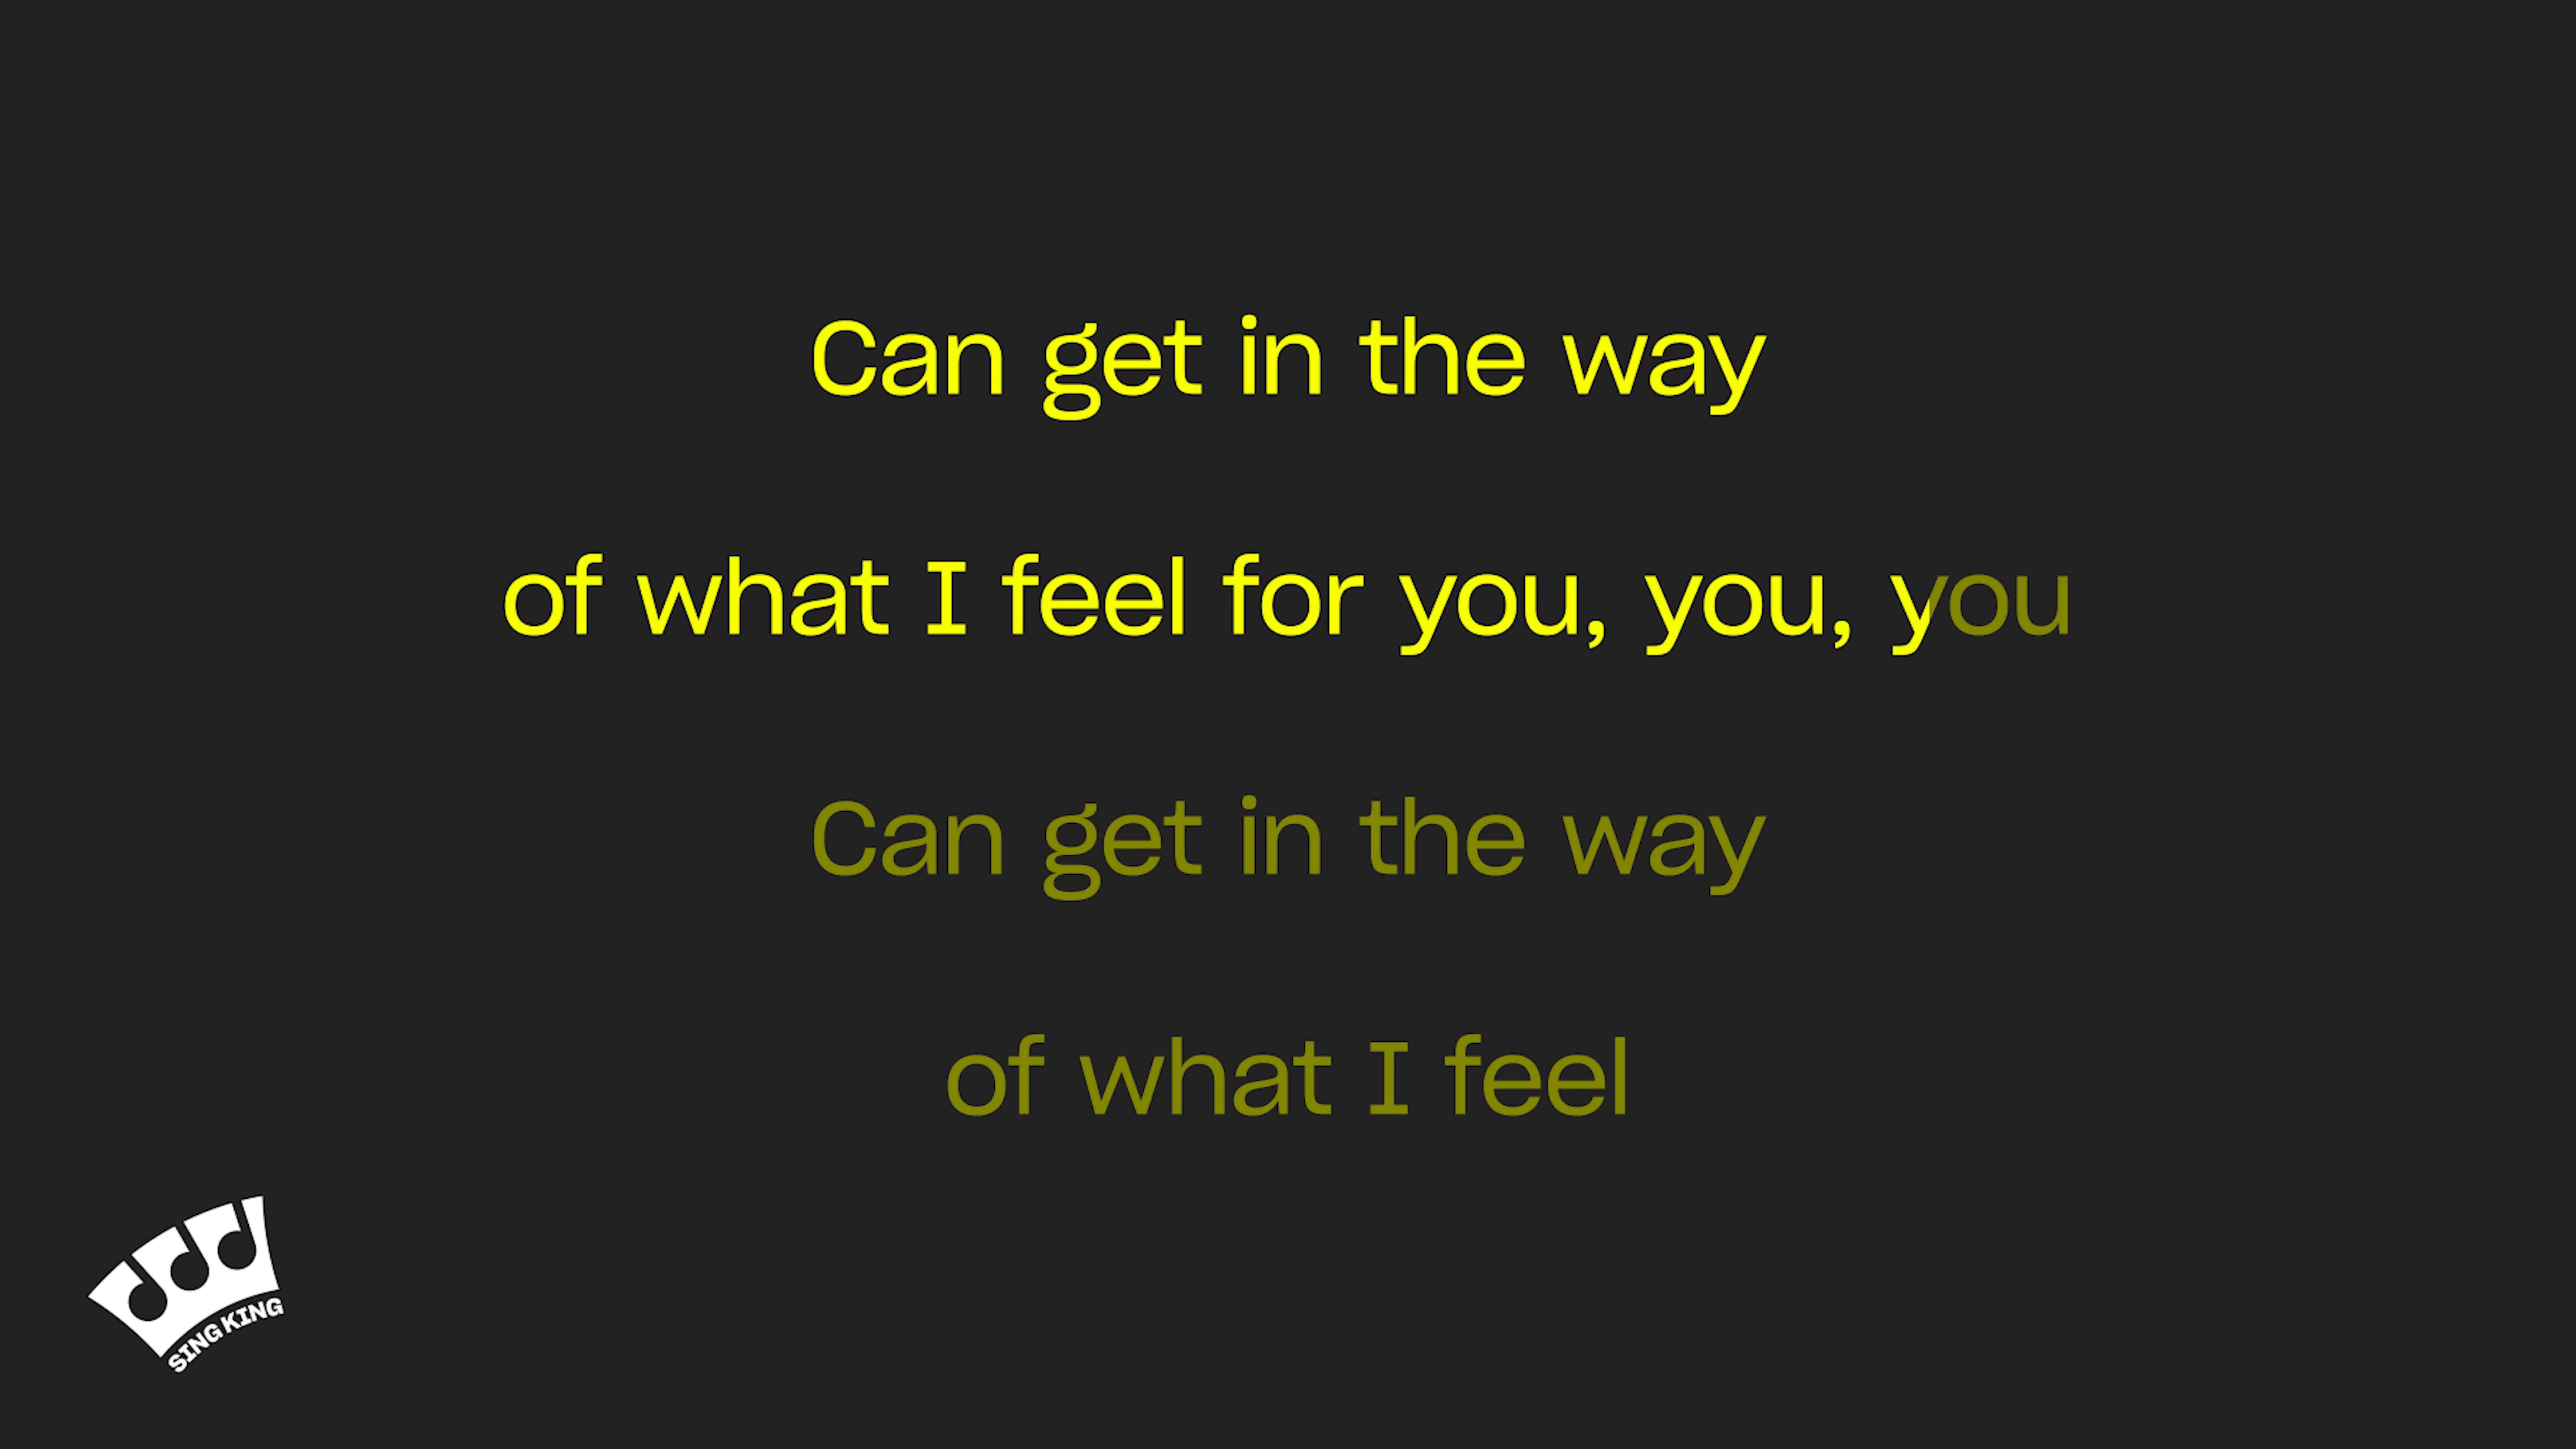 Can get in the way
of what I feel for you, you, you
Can get in the way
of what I feel
SING KING